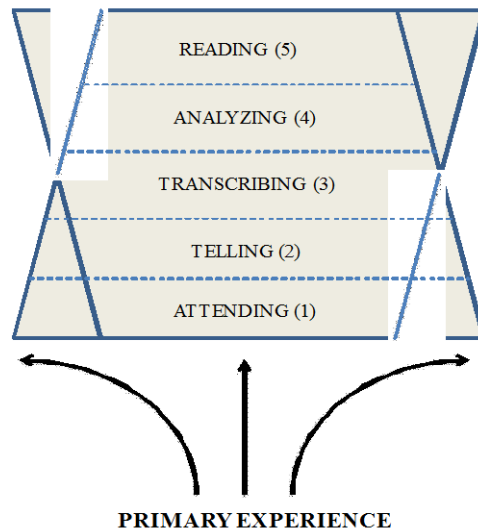 READING (5)
ANALYZING (4)
TRANSCRIBING (3)
TELLING (2)
ATTENDING (1)
PRIMARY EXPERIENCE